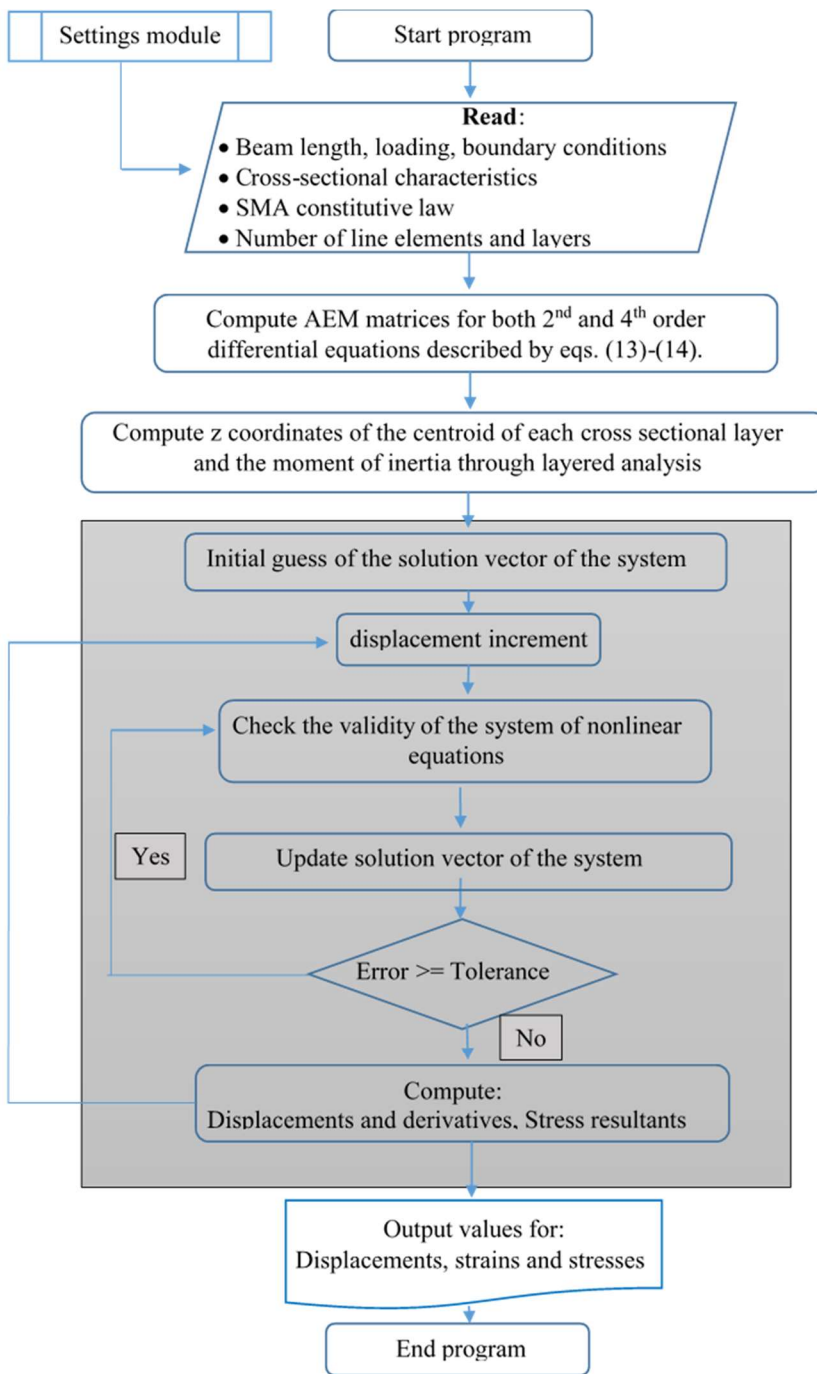 Settings module
Start program
Read:
• Beam length, loading, boundary conditions
• Cross-sectional characteristics
• SMA constitutive law
• Number of line elements and layers
Compute AEM matrices for both 2nd and 4th order
differential equations described by eqs. (13)-(14).
Compute z coordinates of the centroid of each cross sectional layer
and the moment of inertia through layered analysis
Initial guess of the solution vector of the system
displacement increment
Check the validity of the system of nonlinear
equations
Yes
Update solution vector of the system
Error >= Tolerance
No
Compute:
Displacements and derivatives, Stress resultants
Output values for:
Displacements, strains and stresses
End program